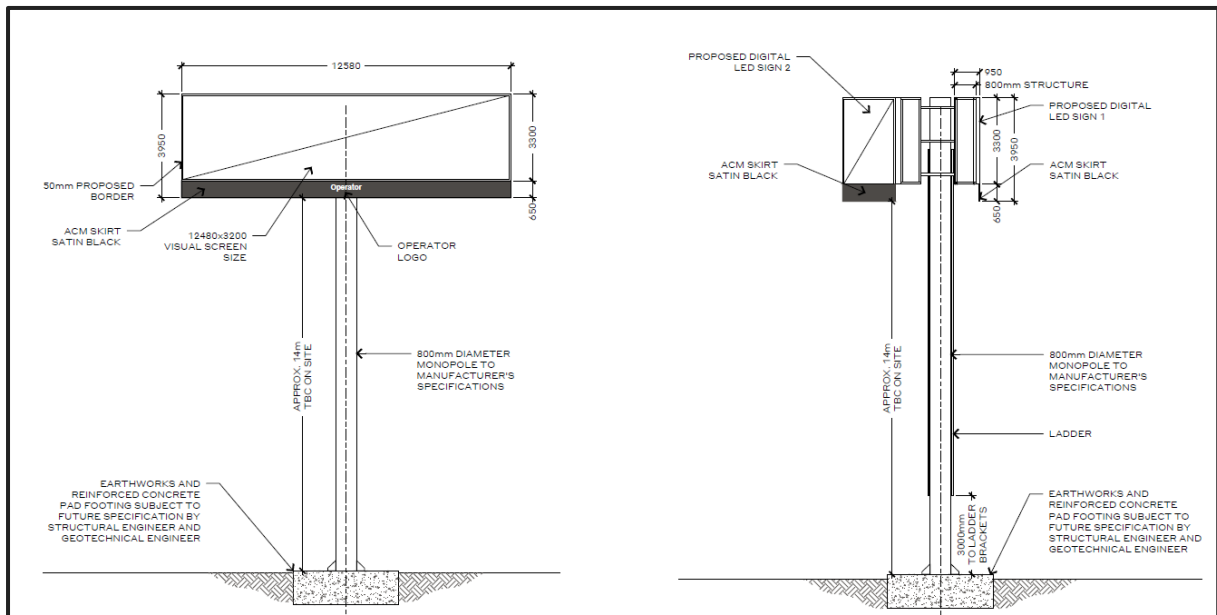 12580
3950
3300
650
50mm PROPOSED
BORDER
Operator
ACM SKIRT
SATIN BLACK
12480x3200
VISUAL SCREEN
SIZE
OPERATOR
LOGO
APPROX. 14m
TBC ON SITE
800mm DIAMETER
MONOPOLE TO
MANUFACTURER'S
SPECIFICATIONS
EARTHWORKS AND
REINFORCED CONCRETE
PAD FOOTING SUBJECT TO
FUTURE SPECIFICATION BY
STRUCTURAL ENGINEER AND
GEOTECHNICAL ENGINEER
PROPOSED DIGITAL
LED SIGN 2
950
800mm STRUCTURE
PROPOSED DIGITAL
LED SIGN 1
3300
3950
ACM SKIRT
SATIN BLACK
ACM SKIRT
SATIN BLACK
650
APPROX. 14m
TBC ON SITE
800mm DIAMETER
MONOPOLE TO
MANUFACTURER'S
SPECIFICATIONS
LADDER
3000mm
TO LADDER
BRACKETS
EARTHWORKS AND
REINFORCED CONCRETE
PAD FOOTING SUBJECT TO
FUTURE SPECIFICATION BY
STRUCTURAL ENGINEER AND
GEOTECHNICAL ENGINEER